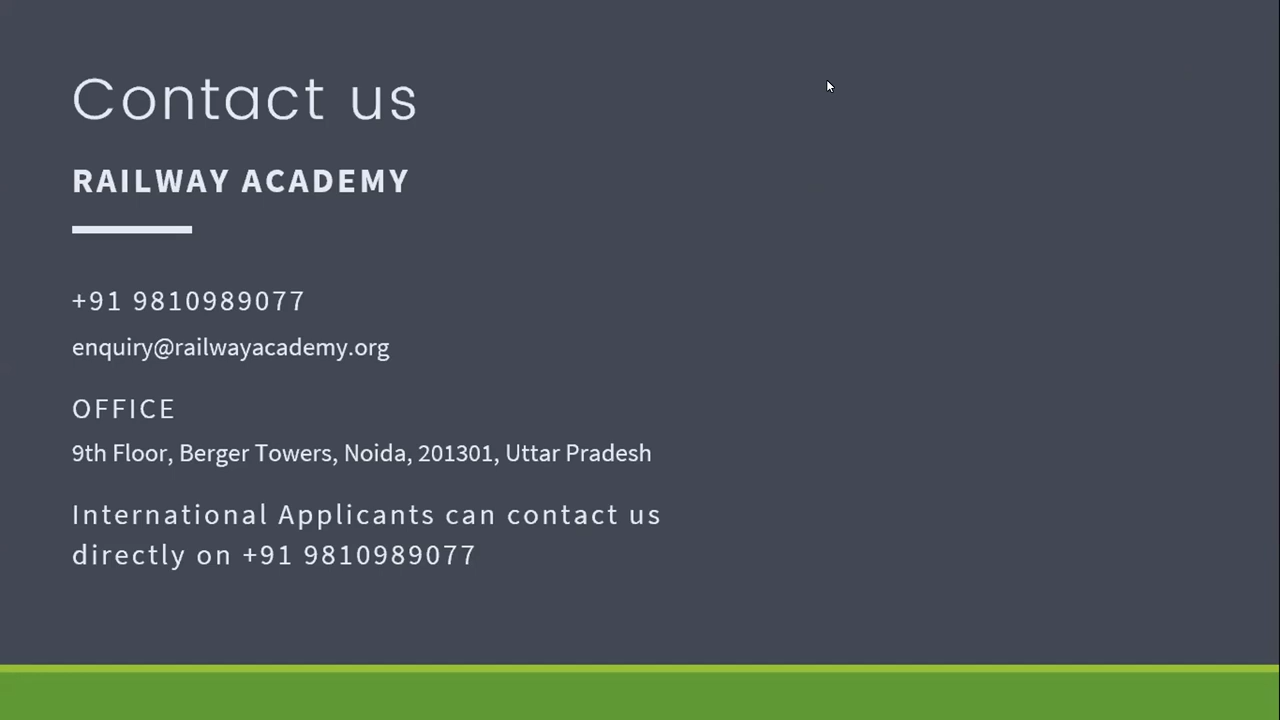 Contact us
RAILWAY ACADEMY
+91 9810989077
enquiry@railwayacademy.org
OFFICE
9th Floor, Berger Towers, Noida, 201301, Uttar Pradesh
International Applicants can contact us
directly on +91 9810989077